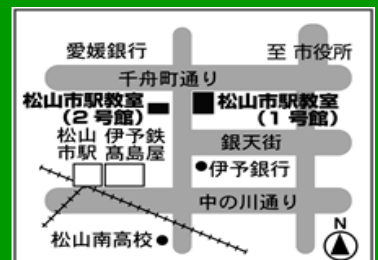 愛媛銀行
至 市役所
千舟町通り
松山市駅教室
(2号館)
松山市駅教室
(1号館)
松山
市駅
伊予鉄
髙島屋
銀天街
●伊予銀行
中の川通り
松山南高校●
N